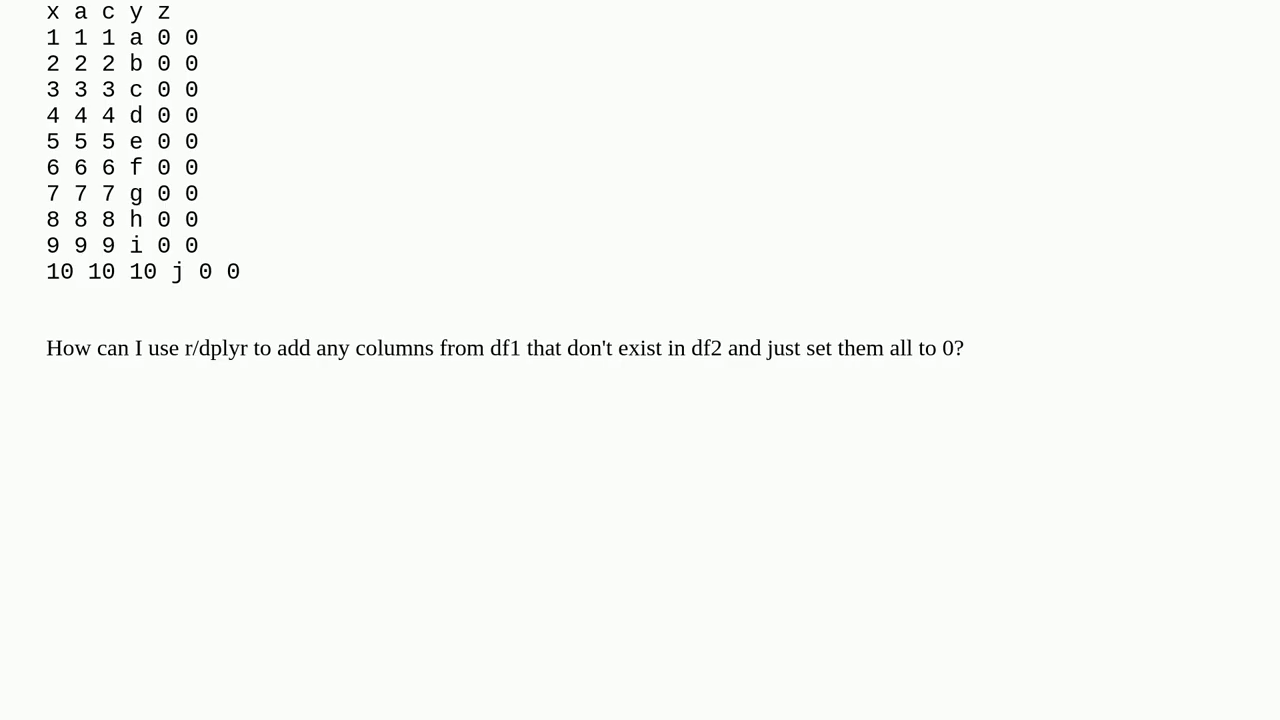 x a c y z
1 1 1 a 0 0
2 2 2 b 0 0
3 3 3 c 0 0
4 4 4 d 0 0
5 5 5 e 0 0
6 6 6 f 0 0
7 7 7 g 0 0
8 8 8 h 0 0
9 9 9 i 0 0
10 10 10 j 0 0
How can I use r/dplyr to add any columns from df1 that don't exist in df2 and just set them all to 0?